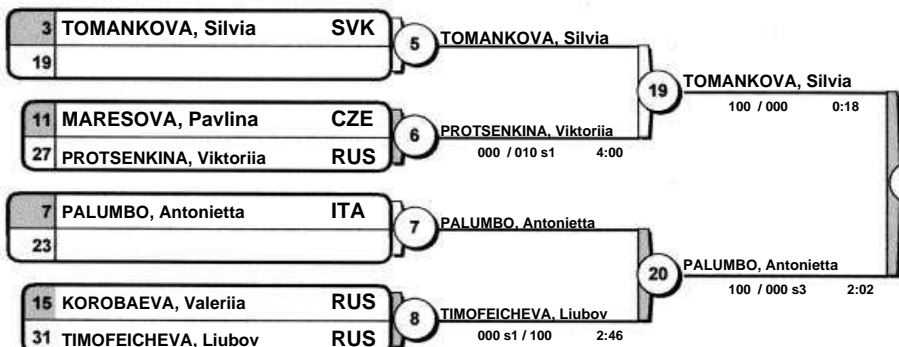 3 TOMANKOVA, Silvia SVK
19
5
TOMANKOVA, Silvia
11 MARESOVA, Pavlina CZE
27 PROTSENKINA, Viktoriia RUS
6
PROTSENKINA, Viktoriia
000 / 010 s1 4:00
19
TOMANKOVA, Silvia
100 / 000 0:18
7 PALUMBO, Antonietta ITA
23
7
PALUMBO, Antonietta
15 KOROBAEVA, Valeriia RUS
31 TIMOFEICHEVA, Liubov RUS
8
TIMOFEICHEVA, Liubov
000 s1 / 100 2:46
20
PALUMBO, Antonietta
100 / 000 s3 2:02